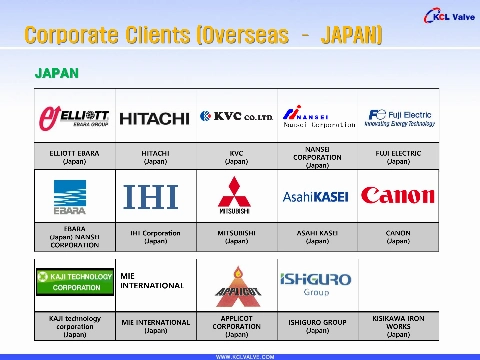 KCL Valve
Corporate Clients (Overseas - JAPAN)
JAPAN
ELLIOTT
EBARA GROUP
HITACHI
KVC CO.LTD.
NANSEI
Nansei Corporation
Fuji Electric
Innovating Energy Technology
ELLIOTT EBARA
(Japan)
HITACHI
(Japan)
KVC
(Japan)
NANSEI
CORPORATION
(Japan)
FUJI ELECTRIC
(Japan)
EBARA
IHI
MITSUBISHI
AsahiKASEI
Canon
EBARA
(Japan) NANSEI
CORPORATION
IHI Corporation
(Japan)
MITSUBISHI
(Japan)
ASAHI KASEI
(Japan)
CANON
(Japan)
KAJI TECHNOLOGY
CORPORATION
MIE
INTERNATIONAL
APPLICOT
ISHIGURO
Group
KAJI technology
corporation
(Japan)
MIE INTERNATIONAL
(Japan)
APPLICOT
CORPORATION
(Japan)
ISHIGURO GROUP
(Japan)
KISIKAWA IRON
WORKS
(Japan)
WWW.KCLVALVE.COM